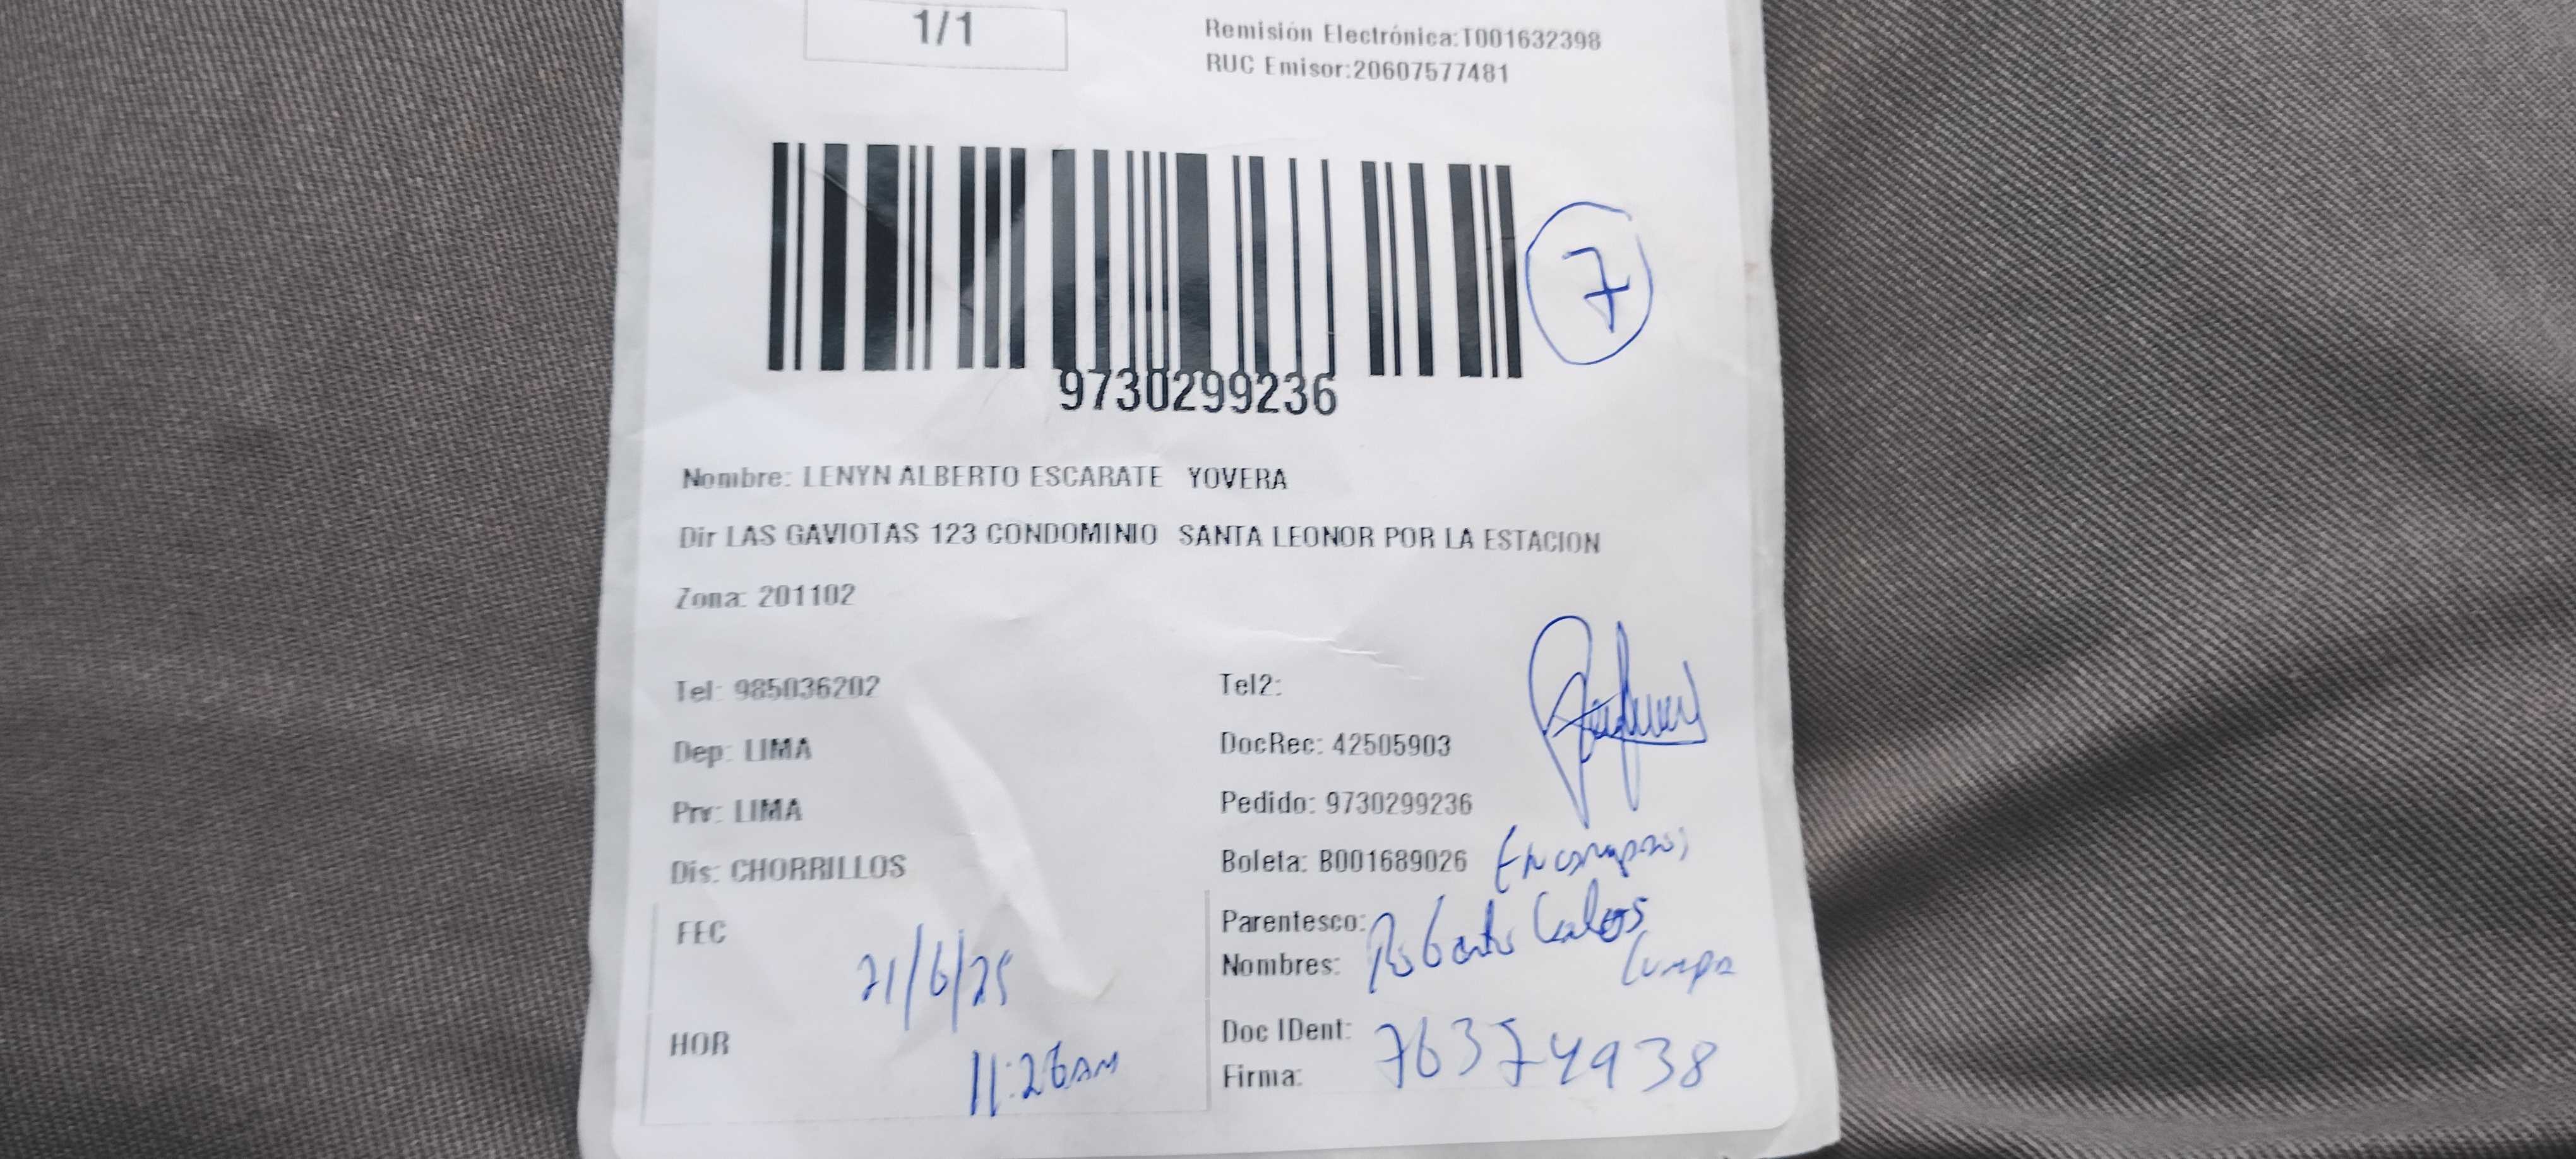 1/1
Remisión Electrónica:T001632398
RUC Emisor:20607577481
7
9730299236
Nombre: LENYN ALBERTO ESCARATE YOVERA
Dir LAS GAVIOTAS 123 CONDOMINIO SANTA LEONOR POR LA ESTACION
Zona: 201102
Tel: 985036202
Tel2:
Dep: LIMA
DocRec: 42505903
Prv: LIMA
Pedido: 9730299236
Dis: CHORRILLOS
Boleta: B001689026
FEC 21/6/25
Parentesco:
Nombres: Roberto Carlos
HOR 11:26AM
Doc IDent: 76374938
Firma: